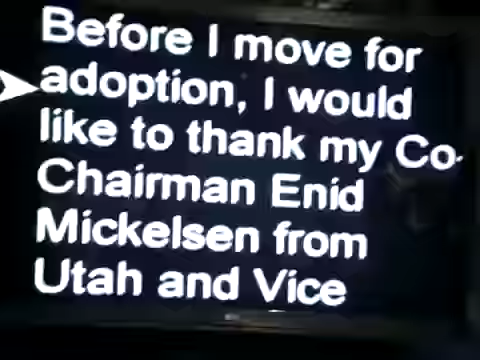 Before I move for
adoption, I would
like to thank my Co-
Chairman Enid
Mickelsen from
Utah and Vice